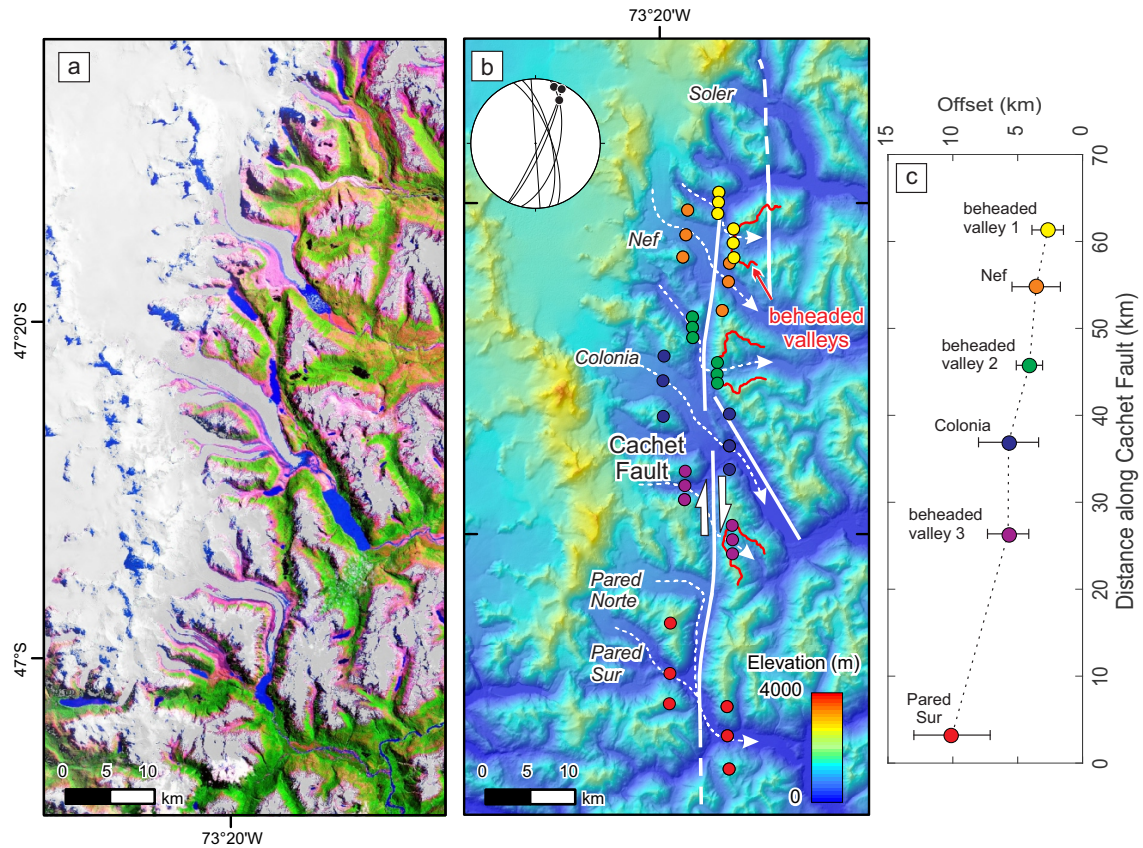 73°20'W
a
47°20'S
47°S
0 5 10
km
73°20'W
b
Soler
Nef
beheaded
valleys
Colonia
Cachet
Fault
Pared
Norte
Pared
Sur
Elevation (m)
4000
0
0 5 10
km
Offset (km)
15 10 5 0
c
beheaded
valley 1
Nef
beheaded
valley 2
Colonia
beheaded
valley 3
Pared
Sur
70
60
50
40
30
20
10
0
Distance along Cachet Fault (km)